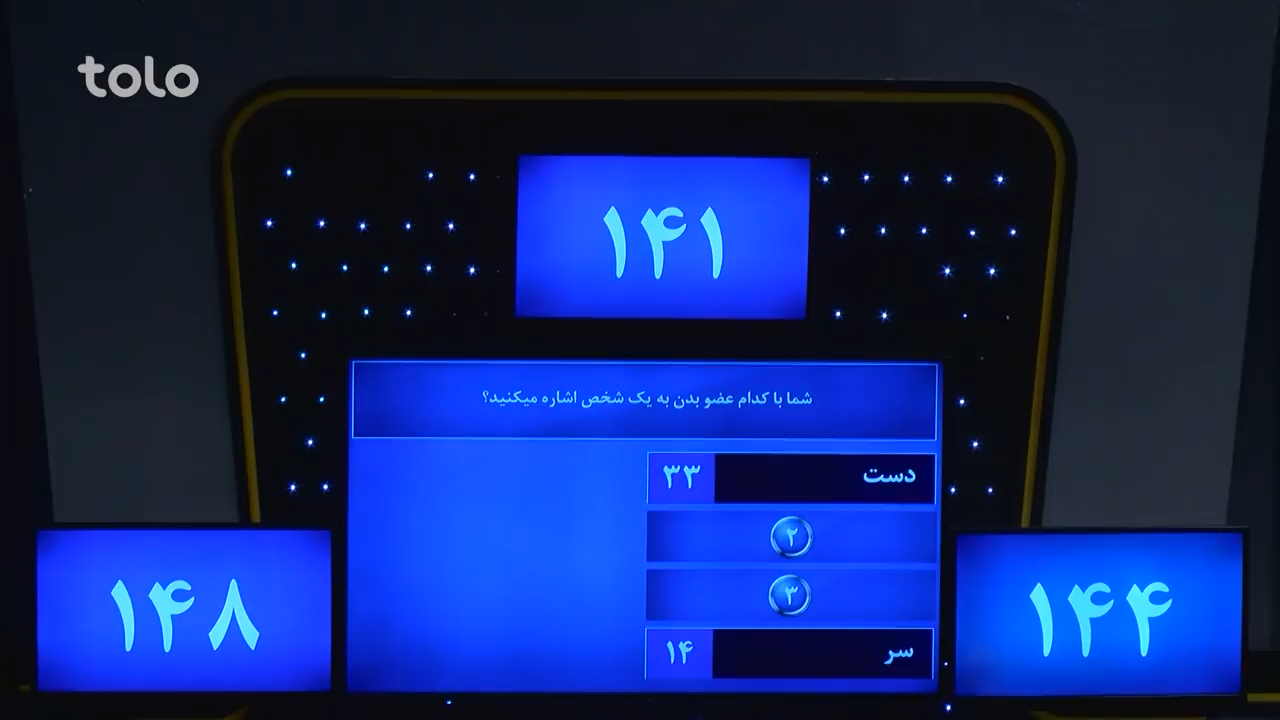 tolo
۱۴۱
شما با کدام عضو بدن به یک شخص اشاره میکنید؟
دست ۳۳
۲
۳
سر ۱۴
۱۴۸
۱۴۴